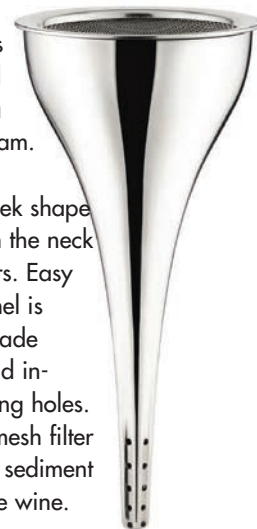 s
am.
ek shape
the neck
rs. Easy
nel is
ade
d in-
ng holes.
mesh filter
sediment
e wine.